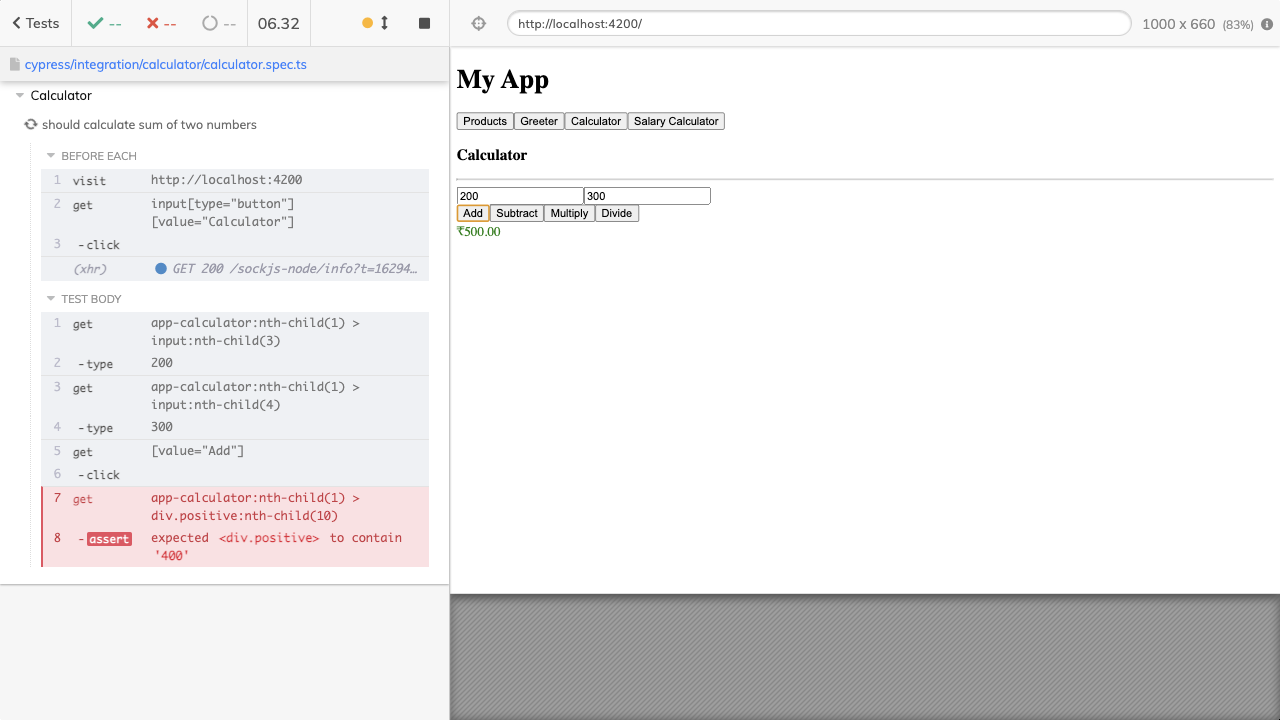 Tests
--
--
--
06.32
http://localhost:4200/
1000 x 660 (83%)
cypress/integration/calculator/calculator.spec.ts
Calculator
should calculate sum of two numbers
BEFORE EACH
1 visit http://localhost:4200
2 get input[type="button"]
[value="Calculator"]
3 -click
(xhr) GET 200 /sockjs-node/info?t=16294…
TEST BODY
1 get app-calculator:nth-child(1) >
input:nth-child(3)
2 -type 200
3 get app-calculator:nth-child(1) >
input:nth-child(4)
4 -type 300
5 get [value="Add"]
6 -click
7 get app-calculator:nth-child(1) >
div.positive:nth-child(10)
8 -assert expected <div.positive> to contain
'400'
My App
Products Greeter Calculator Salary Calculator
Calculator
200 300
Add Subtract Multiply Divide
₹500.00